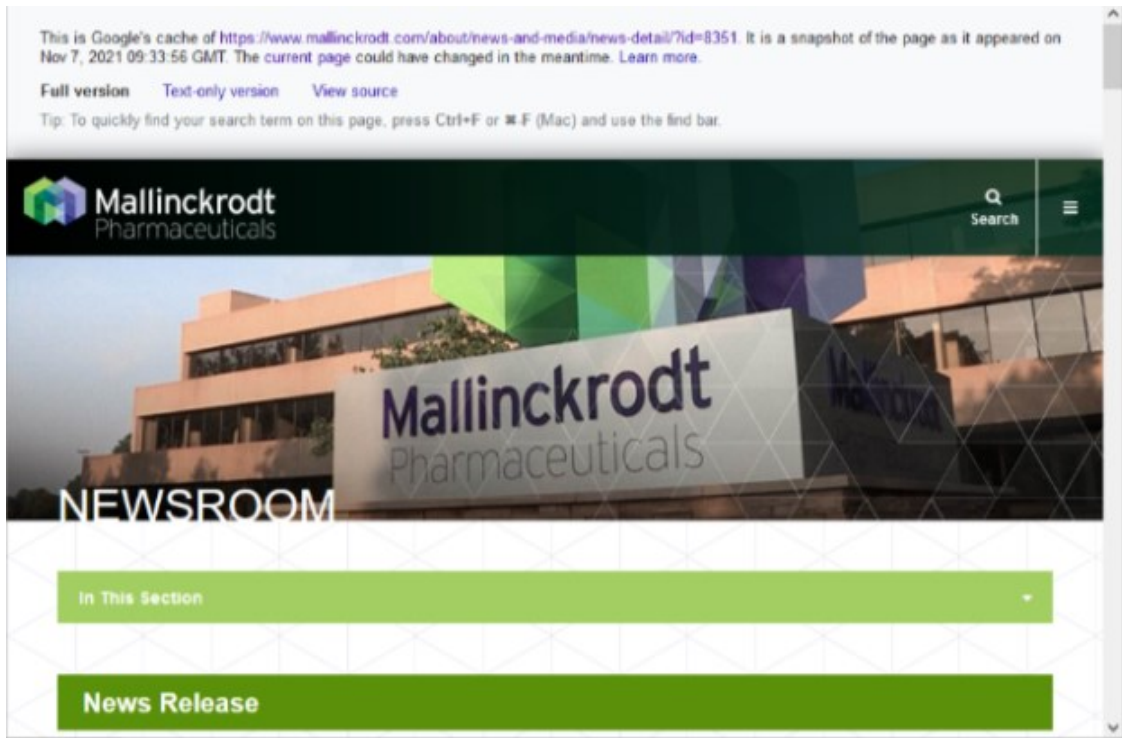 This is Google's cache of https://www.mallinckrodt.com/about/news-and-media/news-detail/?id=8351. It is a snapshot of the page as it appeared on
Nov 7, 2021 09:33:56 GMT. The current page could have changed in the meantime. Learn more.
Full version Text-only version View source
Tip: To quickly find your search term on this page, press Ctrl+F or ⌘-F (Mac) and use the find bar.
Mallinckrodt
Pharmaceuticals
Search
Mallinckrodt
Pharmaceuticals
Mallinckrodt
NEWSROOM
In This Section
News Release